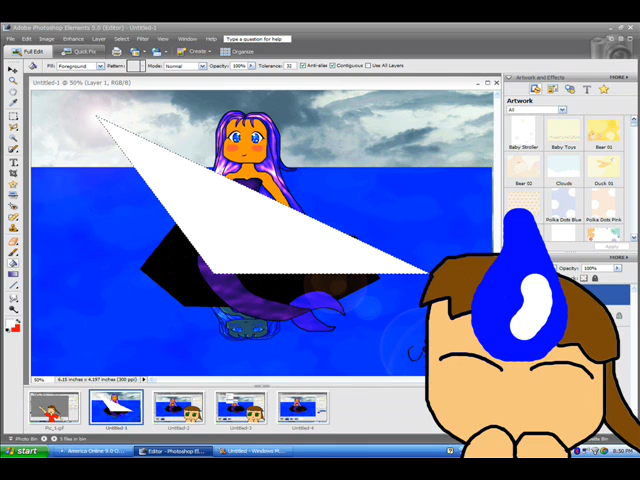 Adobe Photoshop Elements 5.0 (Editor) - Untitled-1
File Edit Image Enhance Layer Select Filter View Window Help Type a question for help
Full Edit Quick Fix Create Organize
Fill: Foreground Pattern: Mode: Normal Opacity: 100% Tolerance: 32 Anti-alias Contiguous Use All Layers
Untitled-1 @ 50% (Layer 1, RGB/8)
Artwork and Effects MORE
Artwork
All
Baby Stroller Baby Toys Bear 01
Bear 02 Clouds Duck 01
Polka Dots Blue Polka Dots Pink
Apply
MORE
Opacity: 100%
50% 6.15 inches x 4.197 inches (300 ppi)
Pic_1.gif Untitled-1 Untitled-2 Untitled-3 Untitled-4
Photo Bin 5 files in bin
start America Online 9.0 O... Editor - Photoshop El... Untitled - Windows M... 8:50 PM